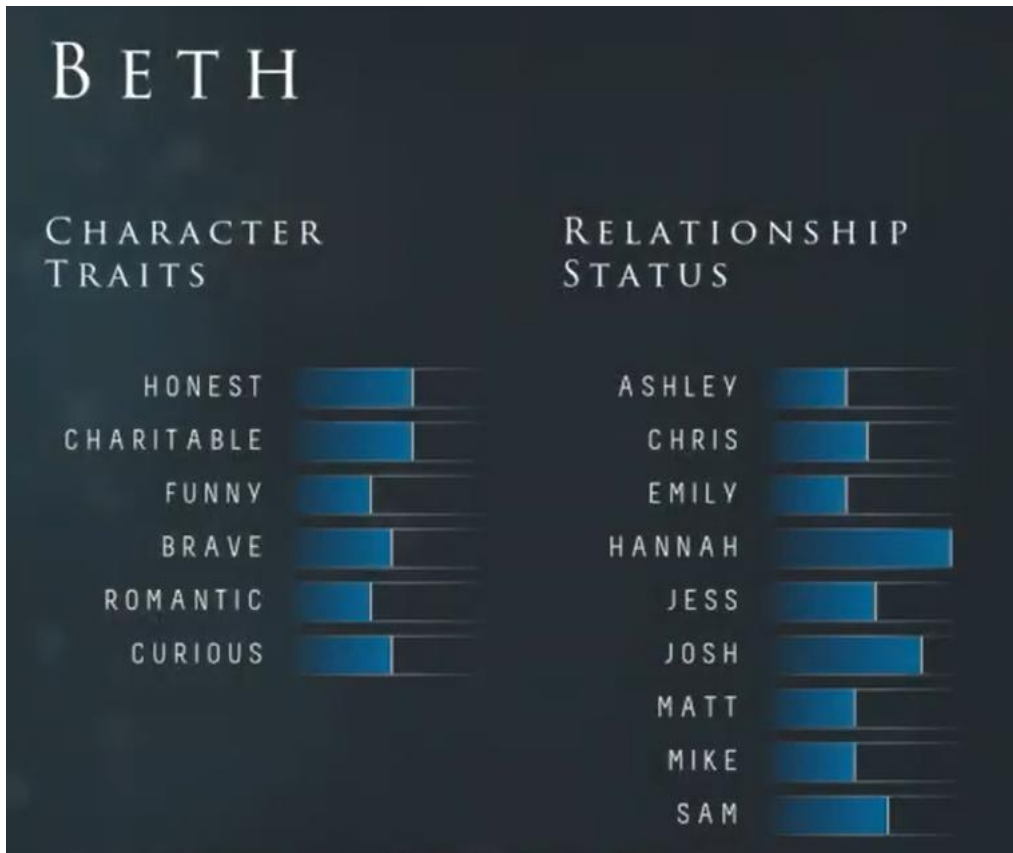 BETH
CHARACTER
TRAITS
HONEST
CHARITABLE
FUNNY
BRAVE
ROMANTIC
CURIOUS
RELATIONSHIP
STATUS
ASHLEY
CHRIS
EMILY
HANNAH
JESS
JOSH
MATT
MIKE
SAM